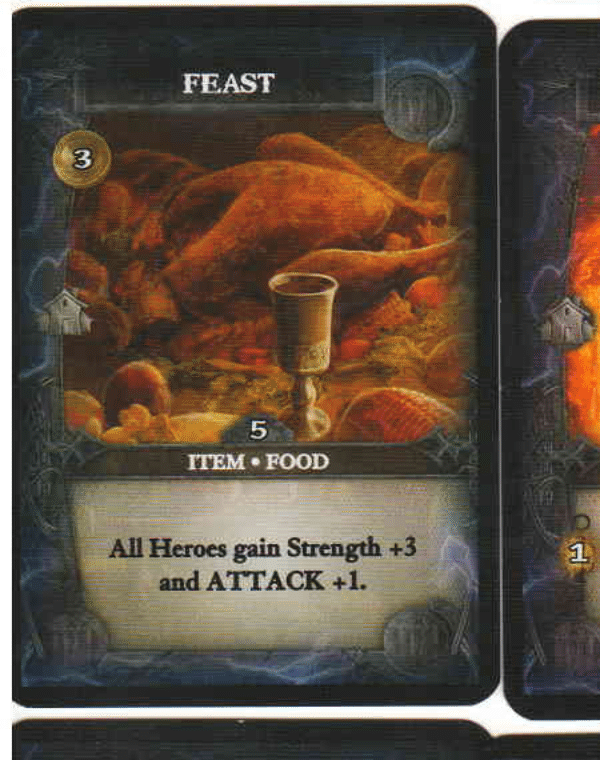 FEAST
3
5
ITEM • FOOD
1
All Heroes gain Strength +3
and ATTACK +1.